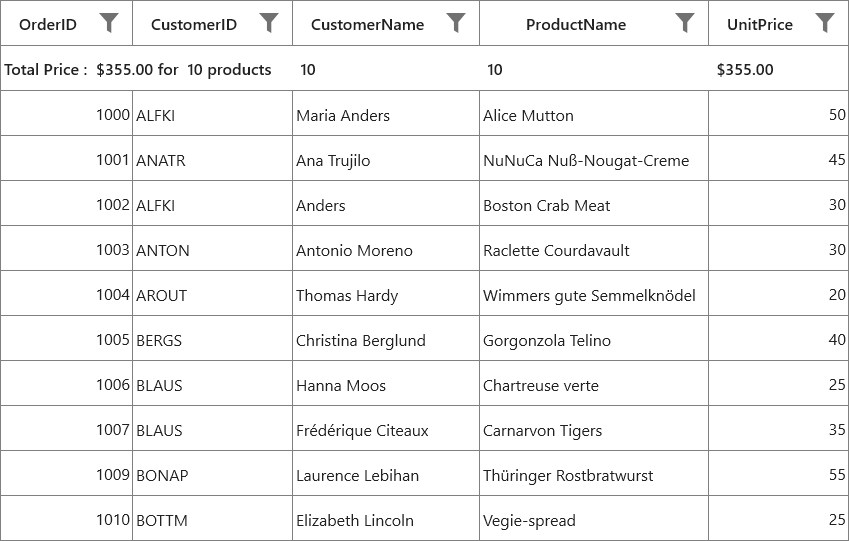 OrderID CustomerID CustomerName ProductName UnitPrice
Total Price : $355.00 for 10 products 10 10 $355.00
1000 ALFKI Maria Anders Alice Mutton 50
1001 ANATR Ana Trujilo NuNuCa Nuß-Nougat-Creme 45
1002 ALFKI Anders Boston Crab Meat 30
1003 ANTON Antonio Moreno Raclette Courdavault 30
1004 AROUT Thomas Hardy Wimmers gute Semmelknödel 20
1005 BERGS Christina Berglund Gorgonzola Telino 40
1006 BLAUS Hanna Moos Chartreuse verte 25
1007 BLAUS Frédérique Citeaux Carnarvon Tigers 35
1009 BONAP Laurence Lebihan Thüringer Rostbratwurst 55
1010 BOTTM Elizabeth Lincoln Vegie-spread 25